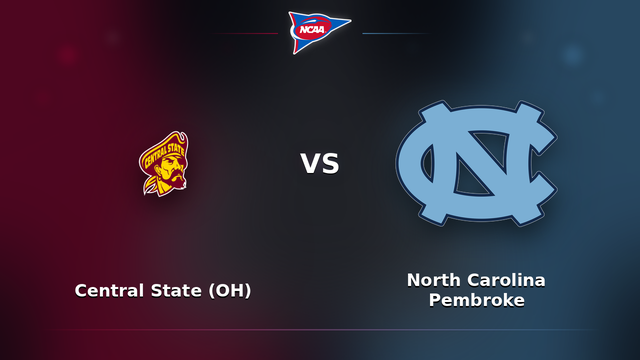 NCAA
CENTRAL STATE
VS
Central State (OH)
North Carolina
Pembroke